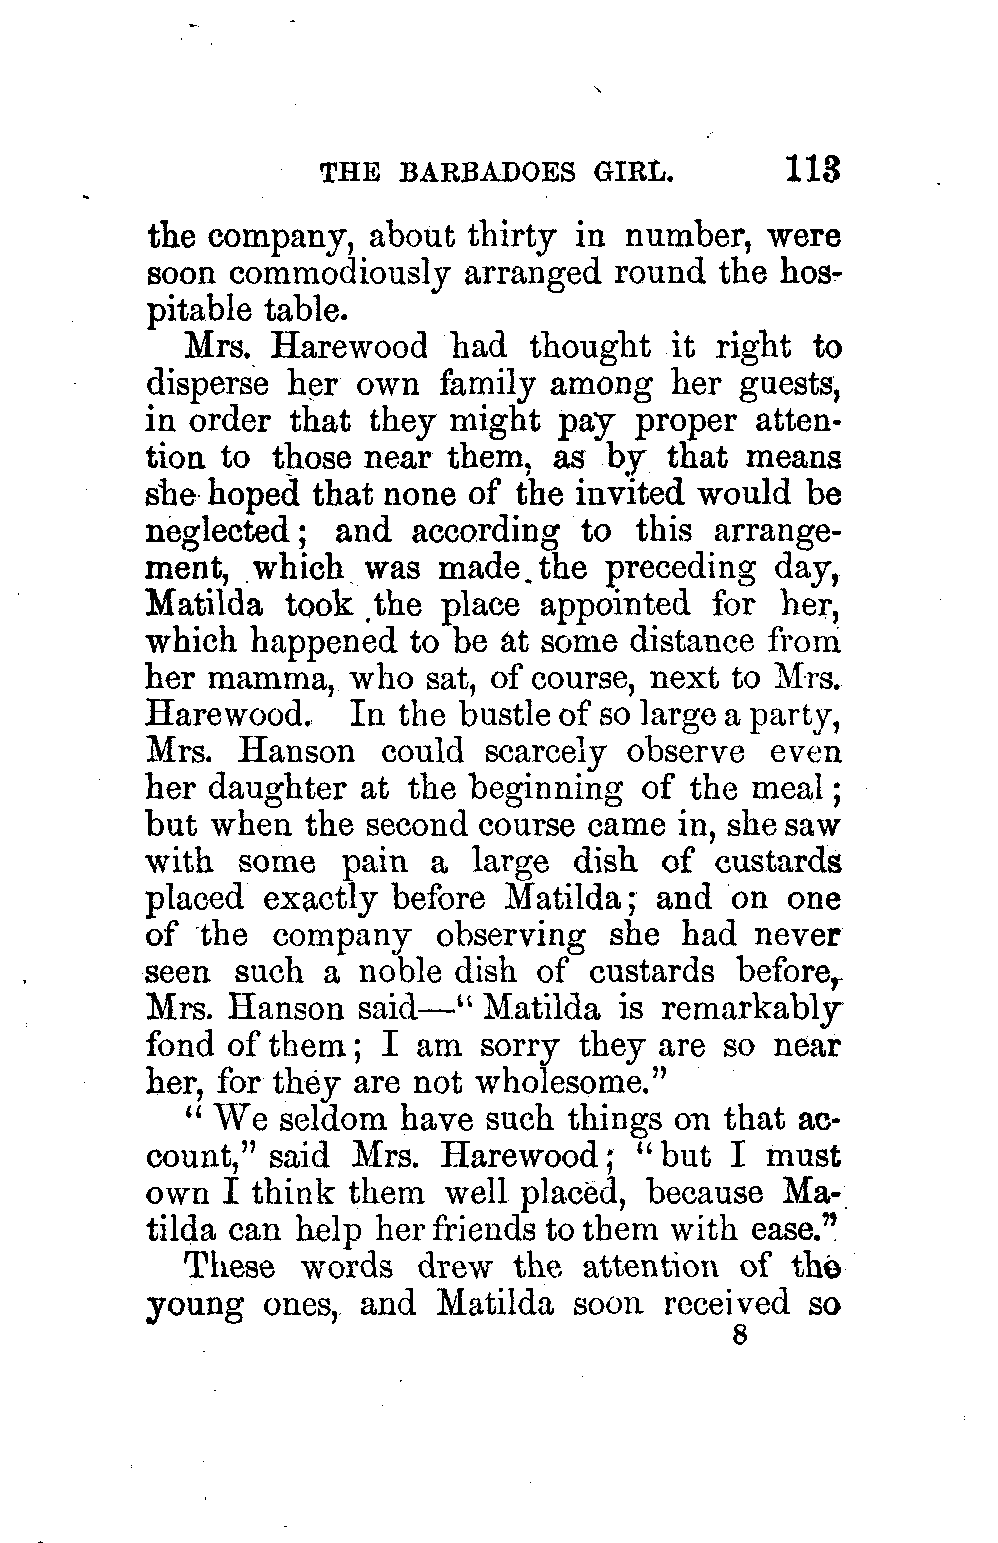 THE BARBADOES GIRL. 113
the company, about thirty in number, were
soon commodiously arranged round the hos-
pitable table.
Mrs. Harewood had thought it right to
disperse her own family among her guests,
in order that they might pay proper atten-
tion to those near them, as by that means
she hoped that none of the invited would be
neglected; and according to this arrange-
ment, which was made the preceding day,
Matilda took the place appointed for her,
which happened to be at some distance from
her mamma, who sat, of course, next to Mrs.
Harewood. In the bustle of so large a party,
Mrs. Hanson could scarcely observe even
her daughter at the beginning of the meal;
but when the second course came in, she saw
with some pain a large dish of custards
placed exactly before Matilda; and on one
of the company observing she had never
seen such a noble dish of custards before,
Mrs. Hanson said—“Matilda is remarkably
fond of them; I am sorry they are so near
her, for they are not wholesome.”
“We seldom have such things on that ac-
count,” said Mrs. Harewood; “but I must
own I think them well placed, because Ma-
tilda can help her friends to them with ease.”
These words drew the attention of the
young ones, and Matilda soon received so
8